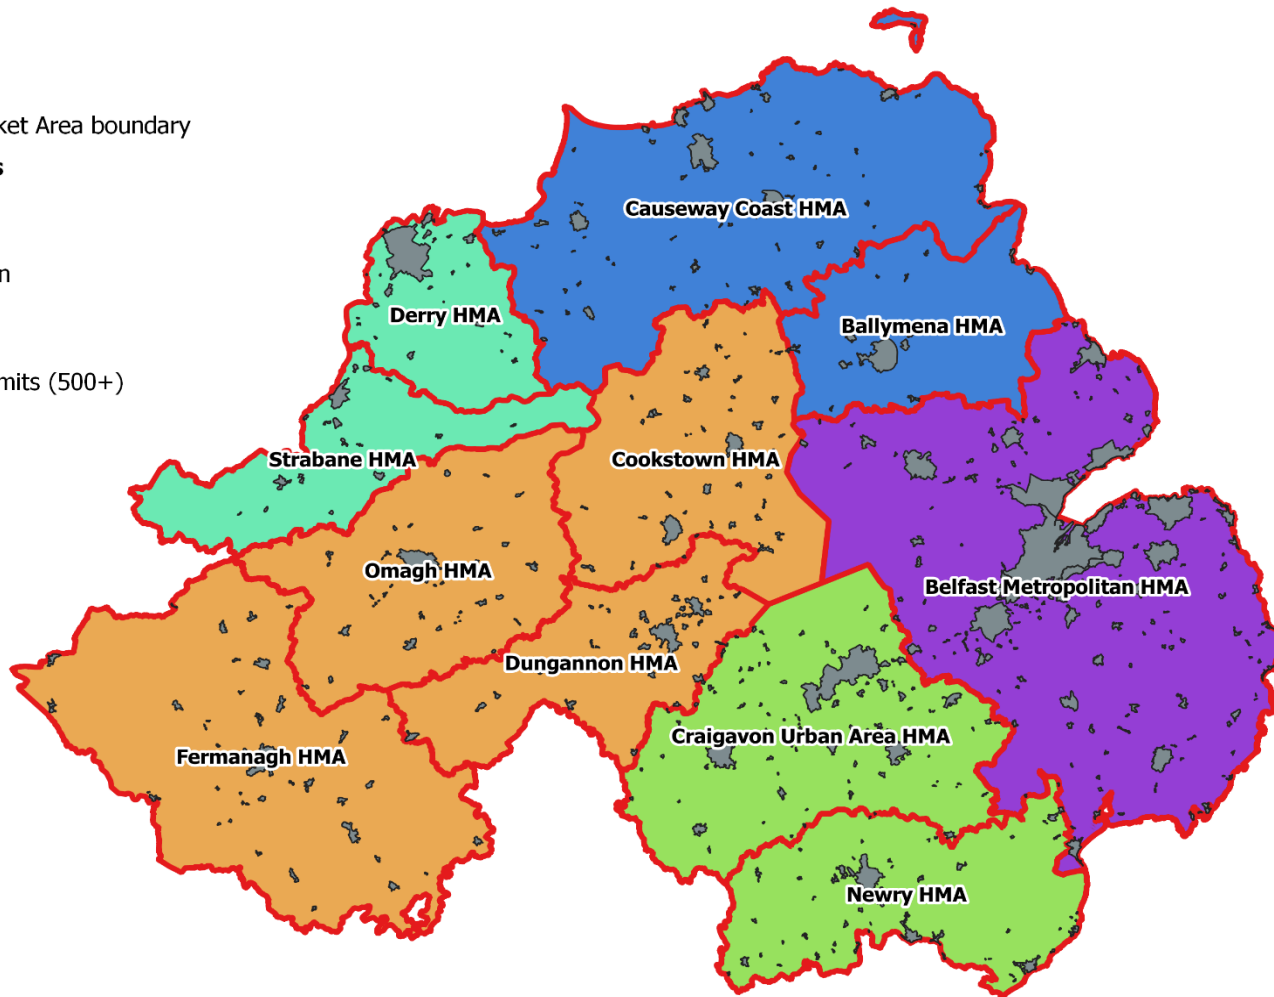 ket Area boundary
s
n
mits (500+)
Causeway Coast HMA
Derry HMA
Ballymena HMA
Strabane HMA
Cookstown HMA
Omagh HMA
Belfast Metropolitan HMA
Dungannon HMA
Craigavon Urban Area HMA
Fermanagh HMA
Newry HMA